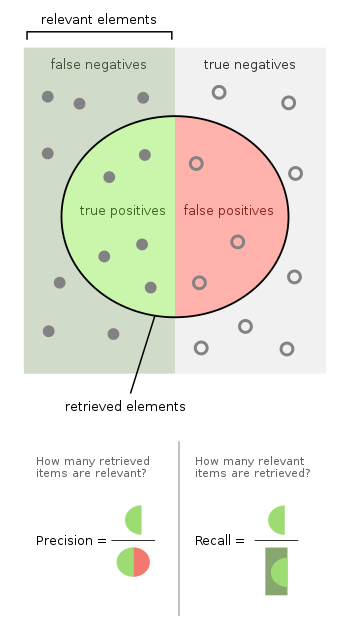 relevant elements
false negatives
true negatives
true positives
false positives
retrieved elements
How many retrieved
items are relevant?
Precision =
How many relevant
items are retrieved?
Recall =